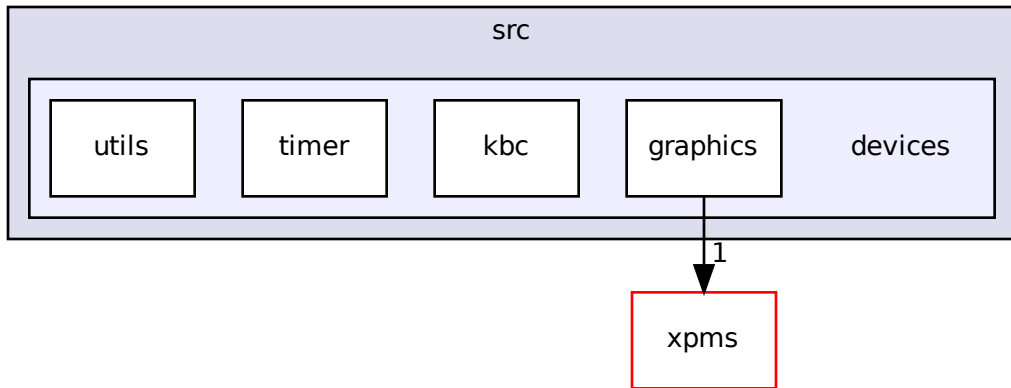 src
utils
timer
kbc
graphics
devices
1
xpms